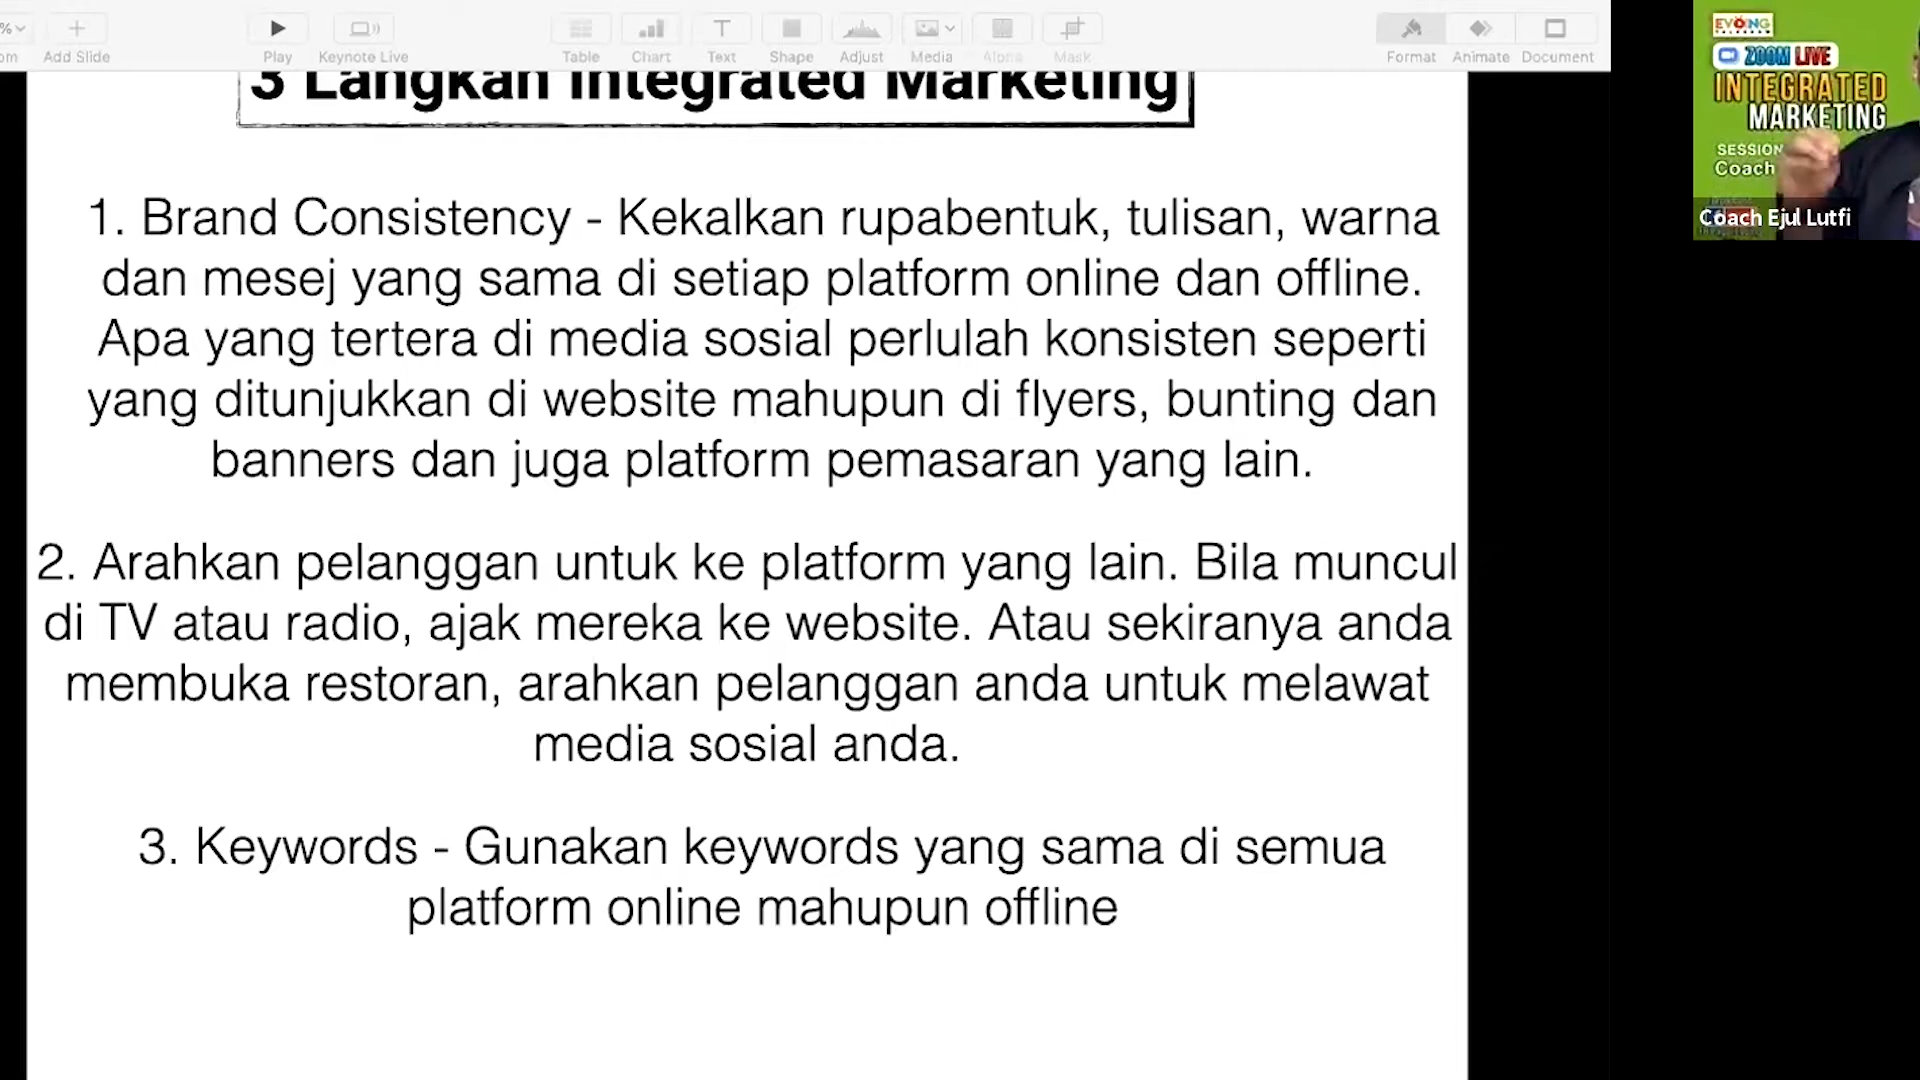 Add Slide
Play
Keynote Live
Table
Chart
Text
Shape
Adjust
Media
Mask
Format
Animate
Document
3 Langkah Integrated Marketing
1. Brand Consistency - Kekalkan rupabentuk, tulisan, warna
dan mesej yang sama di setiap platform online dan offline.
Apa yang tertera di media sosial perlulah konsisten seperti
yang ditunjukkan di website mahupun di flyers, bunting dan
banners dan juga platform pemasaran yang lain.
2. Arahkan pelanggan untuk ke platform yang lain. Bila muncul
di TV atau radio, ajak mereka ke website. Atau sekiranya anda
membuka restoran, arahkan pelanggan anda untuk melawat
media sosial anda.
3. Keywords - Gunakan keywords yang sama di semua
platform online mahupun offline
ZOOM LIVE
INTEGRATED
MARKETING
SESSION
Coach
Coach Ejul Lutfi